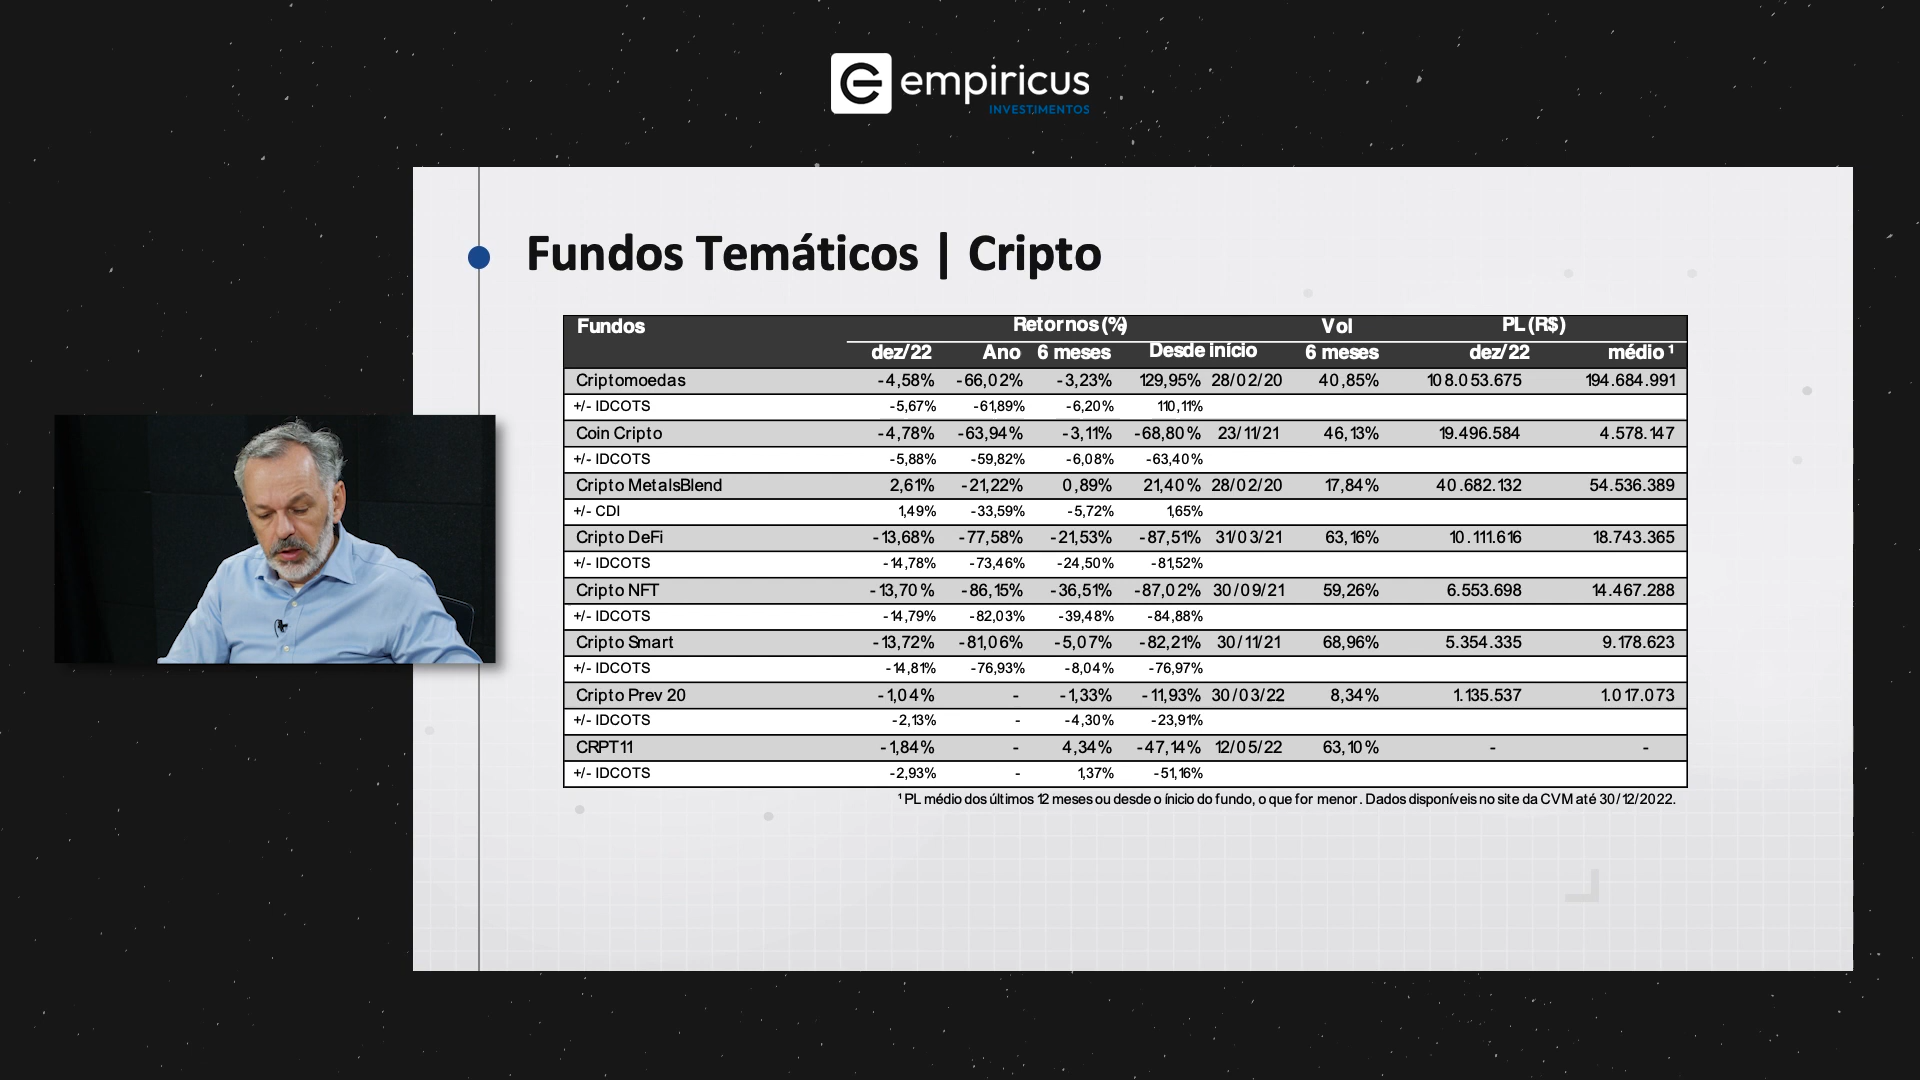 empiricus
INVESTIMENTOS
Fundos Temáticos | Cripto
Fundos Retornos (%) Vol PL (R$)
dez/22 Ano 6 meses Desde início 6 meses dez/22 médio ¹
Criptomoedas -4,58% -66,02% -3,23% 129,95% 28/02/20 40,85% 108.053.675 194.684.991
+/- IDCOTS -5,67% -61,89% -6,20% 110,11%
Coin Cripto -4,78% -63,94% -3,11% -68,80% 23/11/21 46,13% 19.496.584 4.578.147
+/- IDCOTS -5,88% -59,82% -6,08% -63,40%
Cripto MetalsBlend 2,61% -21,22% 0,89% 21,40% 28/02/20 17,84% 40.682.132 54.536.389
+/- CDI 1,49% -33,59% -5,72% 1,65%
Cripto DeFi -13,68% -77,58% -21,53% -87,51% 31/03/21 63,16% 10.111.616 18.743.365
+/- IDCOTS -14,78% -73,46% -24,50% -81,52%
Cripto NFT -13,70% -86,15% -36,51% -87,02% 30/09/21 59,26% 6.553.698 14.467.288
+/- IDCOTS -14,79% -82,03% -39,48% -84,88%
Cripto Smart -13,72% -81,06% -5,07% -82,21% 30/11/21 68,96% 5.354.335 9.178.623
+/- IDCOTS -14,81% -76,93% -8,04% -76,97%
Cripto Prev 20 -1,04% - -1,33% -11,93% 30/03/22 8,34% 1.135.537 1.017.073
+/- IDCOTS -2,13% - -4,30% -23,91%
CRPT11 -1,84% - 4,34% -47,14% 12/05/22 63,10% - -
+/- IDCOTS -2,93% - 1,37% -51,16%
¹ PL médio dos últimos 12 meses ou desde o ínicio do fundo, o que for menor. Dados disponíveis no site da CVM até 30/12/2022.